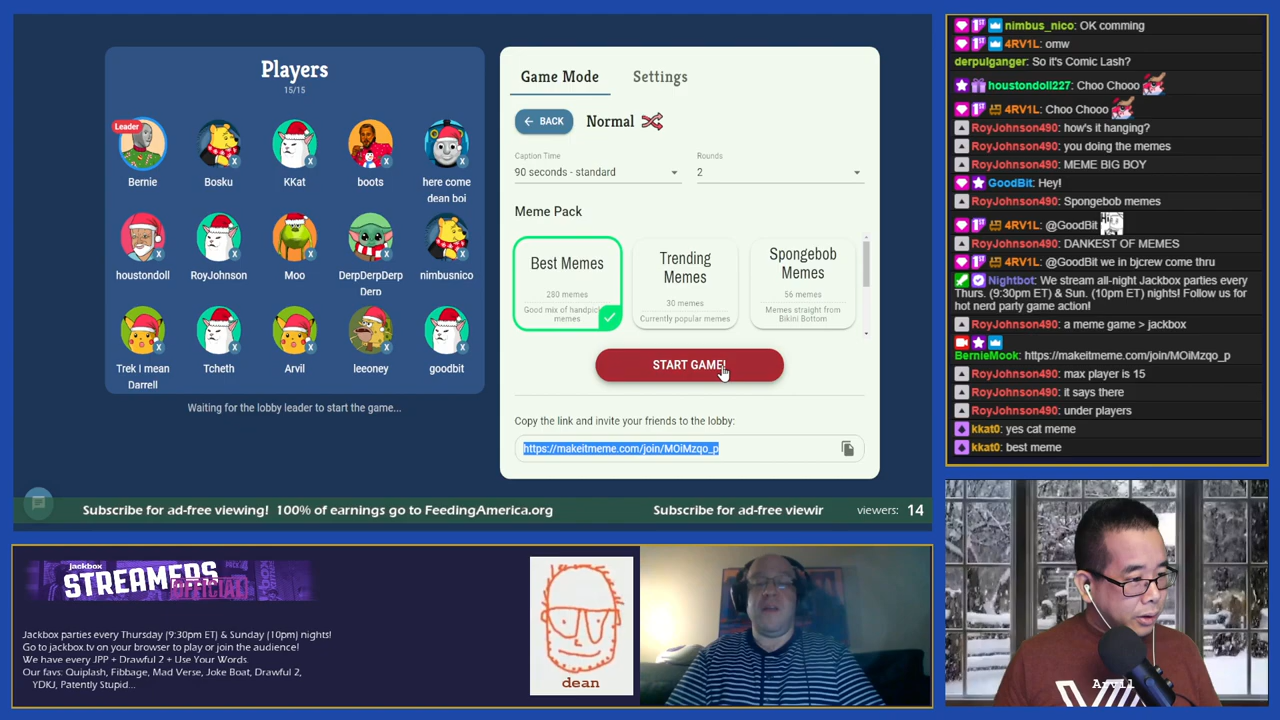 Players
15/15
Leader
Bernie
Bosku
KKat
boots
here come
dean boi
houstondoll
RoyJohnson
Moo
DerpDerpDerp
Derp
nimbusnico
Trek I mean
Darrell
Tcheth
Arvil
leeoney
goodbit
Waiting for the lobby leader to start the game...
Game Mode
Settings
BACK
Normal
Caption Time
90 seconds - standard
Rounds
2
Meme Pack
Best Memes
280 memes
Good mix of handpic
memes
Trending
Memes
30 memes
Currently popular memes
Spongebob
Memes
56 memes
Memes straight from
Bikini Bottom
START GAME!
Copy the link and invite your friends to the lobby:
https://makeitmeme.com/join/MOiMzqo_p
Subscribe for ad-free viewing! 100% of earnings go to FeedingAmerica.org
Subscribe for ad-free viewir
viewers: 14
nimbus_nico: OK comming
4RV1L: omw
derpulganger: So it's Comic Lash?
houstondoll227: Choo Chooo
4RV1L: Choo Chooo
RoyJohnson490: how's it hanging?
RoyJohnson490: you doing the memes
RoyJohnson490: MEME BIG BOY
GoodBit: Hey!
RoyJohnson490: Spongebob memes
4RV1L: @GoodBit
RoyJohnson490: DANKEST OF MEMES
4RV1L: @GoodBit we in bjcrew come thru
Nightbot: We stream all-night Jackbox parties every
Thurs. (9:30pm ET) & Sun. (10pm ET) nights! Follow us for
hot nerd party game action!
RoyJohnson490: a meme game > jackbox
BernieMook: https://makeitmeme.com/join/MOiMzqo_p
RoyJohnson490: max player is 15
RoyJohnson490: it says there
RoyJohnson490: under players
kkat0: yes cat meme
kkat0: best meme
jackbox
STREAMERS
OFFICIAL
Jackbox parties every Thursday (9:30pm ET) & Sunday (10pm) nights!
Go to jackbox.tv on your browser to play or join the audience!
We have every JPP + Drawful 2 + Use Your Words
Our favs: Quiplash, Fibbage, Mad Verse, Joke Boat, Drawful 2,
YDKJ, Patently Stupid...
dean